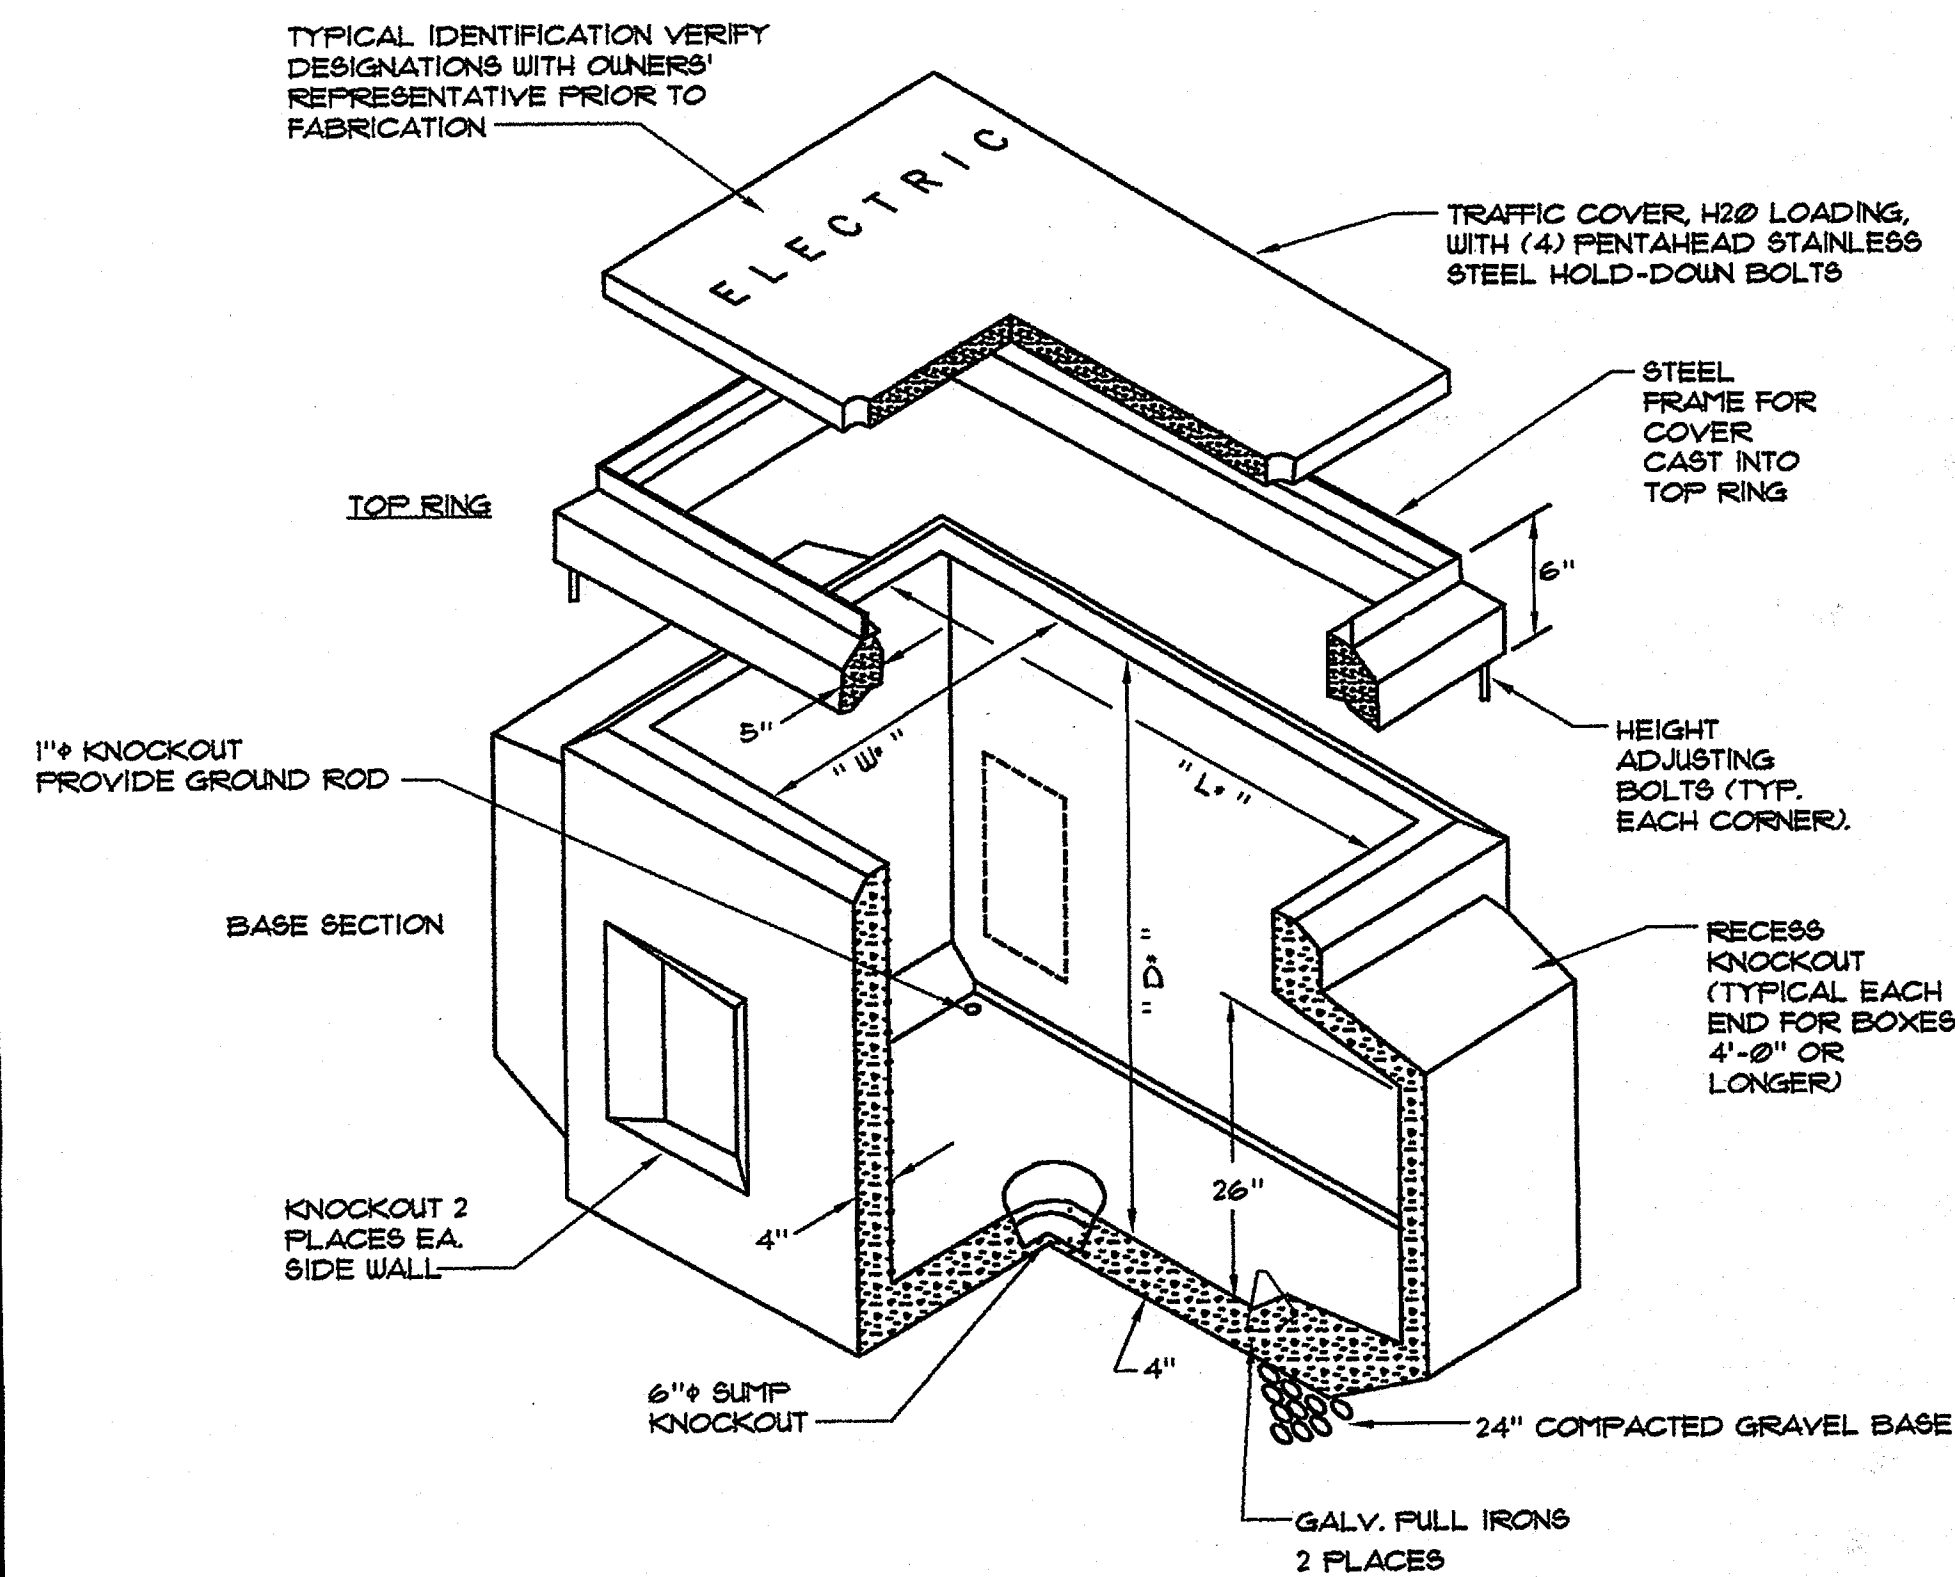 TYPICAL IDENTIFICATION VERIFY
DESIGNATIONS WITH OWNERS'
REPRESENTATIVE PRIOR TO
FABRICATION
ELECTRIC
TRAFFIC COVER, H20 LOADING,
WITH (4) PENTAHEAD STAINLESS
STEEL HOLD-DOWN BOLTS
STEEL
FRAME FOR
COVER
CAST INTO
TOP RING
TOP RING
6"
5"
"W*"
"L*"
"D*"
HEIGHT
ADJUSTING
BOLTS (TYP.
EACH CORNER).
1"φ KNOCKOUT
PROVIDE GROUND ROD
BASE SECTION
RECESS
KNOCKOUT
(TYPICAL EACH
END FOR BOXES
4'-0" OR
LONGER)
26"
KNOCKOUT 2
PLACES EA.
SIDE WALL
4"
4"
6"φ SUMP
KNOCKOUT
24" COMPACTED GRAVEL BASE
GALV. PULL IRONS
2 PLACES